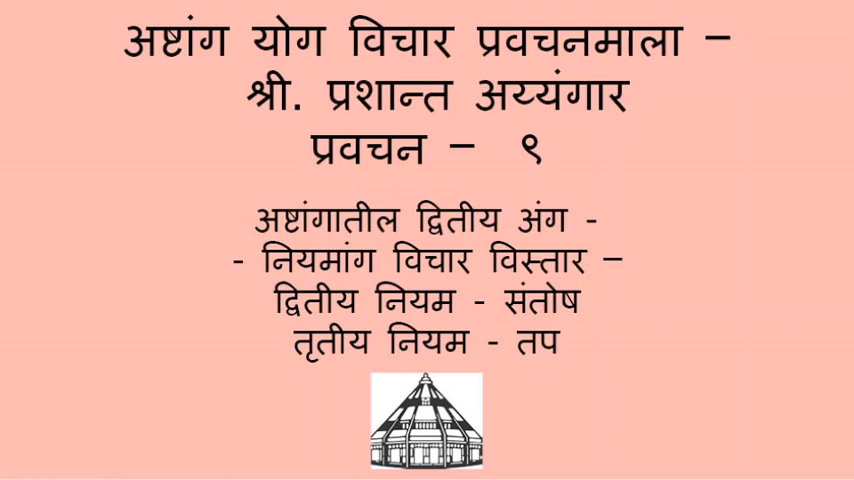 अष्टांग योग विचार प्रवचनमाला –
श्री. प्रशान्त अय्यंगार
प्रवचन – ९
अष्टांगातील द्वितीय अंग -
- नियमांग विचार विस्तार –
द्वितीय नियम - संतोष
तृतीय नियम - तप